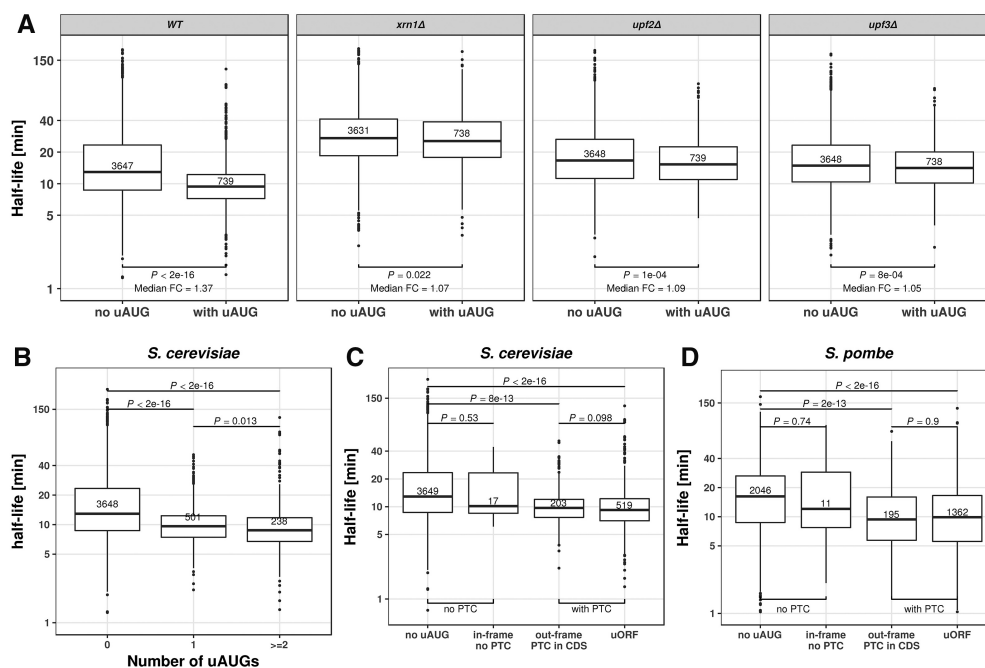 A
WT
xrn1Δ
upf2Δ
upf3Δ
Half-life [min]
150
40
20
10
5
1
3647
739
3631
738
3648
739
3648
738
P < 2e-16
Median FC = 1.37
P = 0.022
Median FC = 1.07
P = 1e-04
Median FC = 1.09
P = 8e-04
Median FC = 1.05
no uAUG
with uAUG
no uAUG
with uAUG
no uAUG
with uAUG
no uAUG
with uAUG
B
S. cerevisiae
half-life [min]
150
40
20
10
5
1
P < 2e-16
P < 2e-16
P = 0.013
3648
501
238
0
1
>=2
Number of uAUGs
C
S. cerevisiae
Half-life [min]
150
40
20
10
5
1
P < 2e-16
P = 8e-13
P = 0.53
P = 0.098
3649
17
203
519
no PTC
with PTC
no uAUG
in-frame
no PTC
out-frame
PTC in CDS
uORF
D
S. pombe
Half-life [min]
150
40
20
10
5
1
P < 2e-16
P = 2e-13
P = 0.74
P = 0.9
2046
11
195
1362
no PTC
with PTC
no uAUG
in-frame
no PTC
out-frame
PTC in CDS
uORF